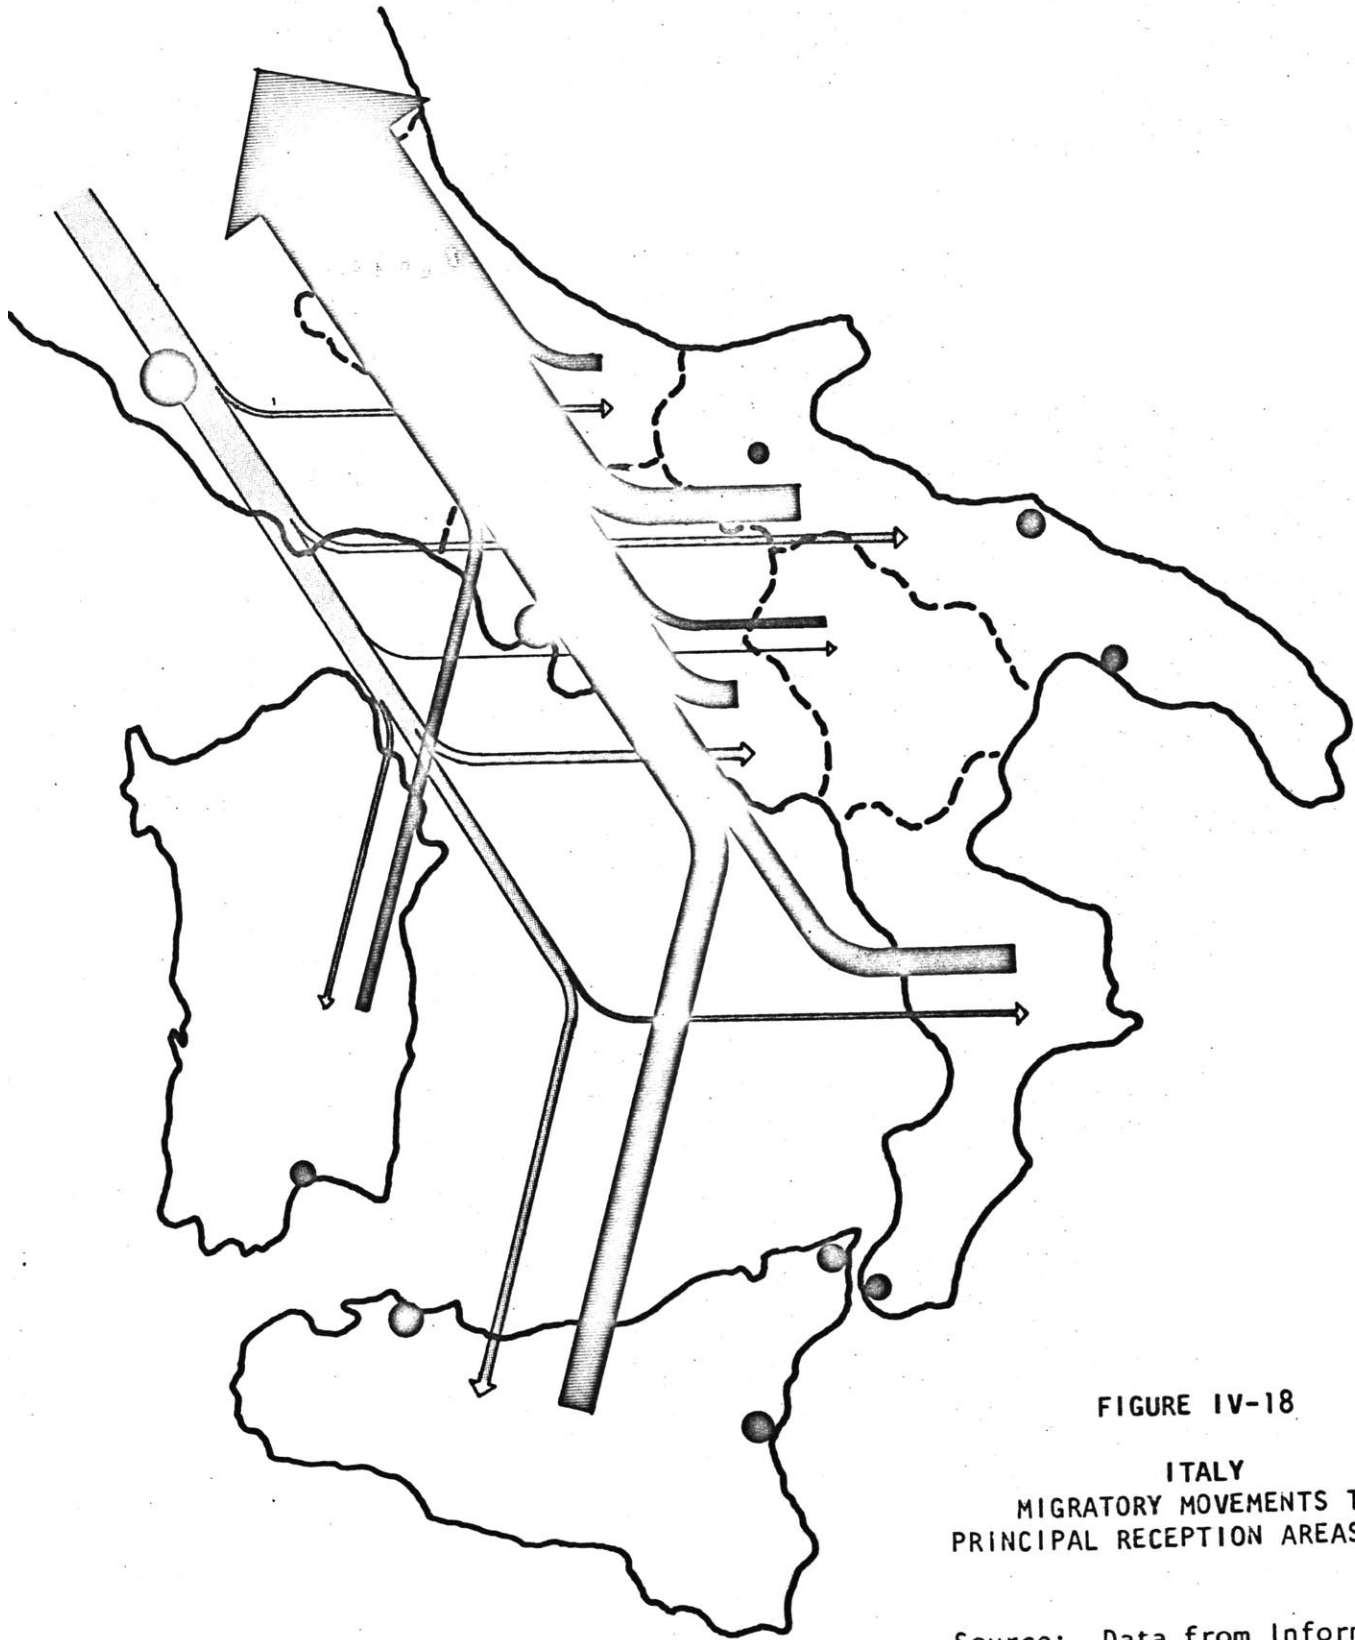 FIGURE IV-18
ITALY
MIGRATORY MOVEMENTS T
PRINCIPAL RECEPTION AREAS
Source: Data from Inform